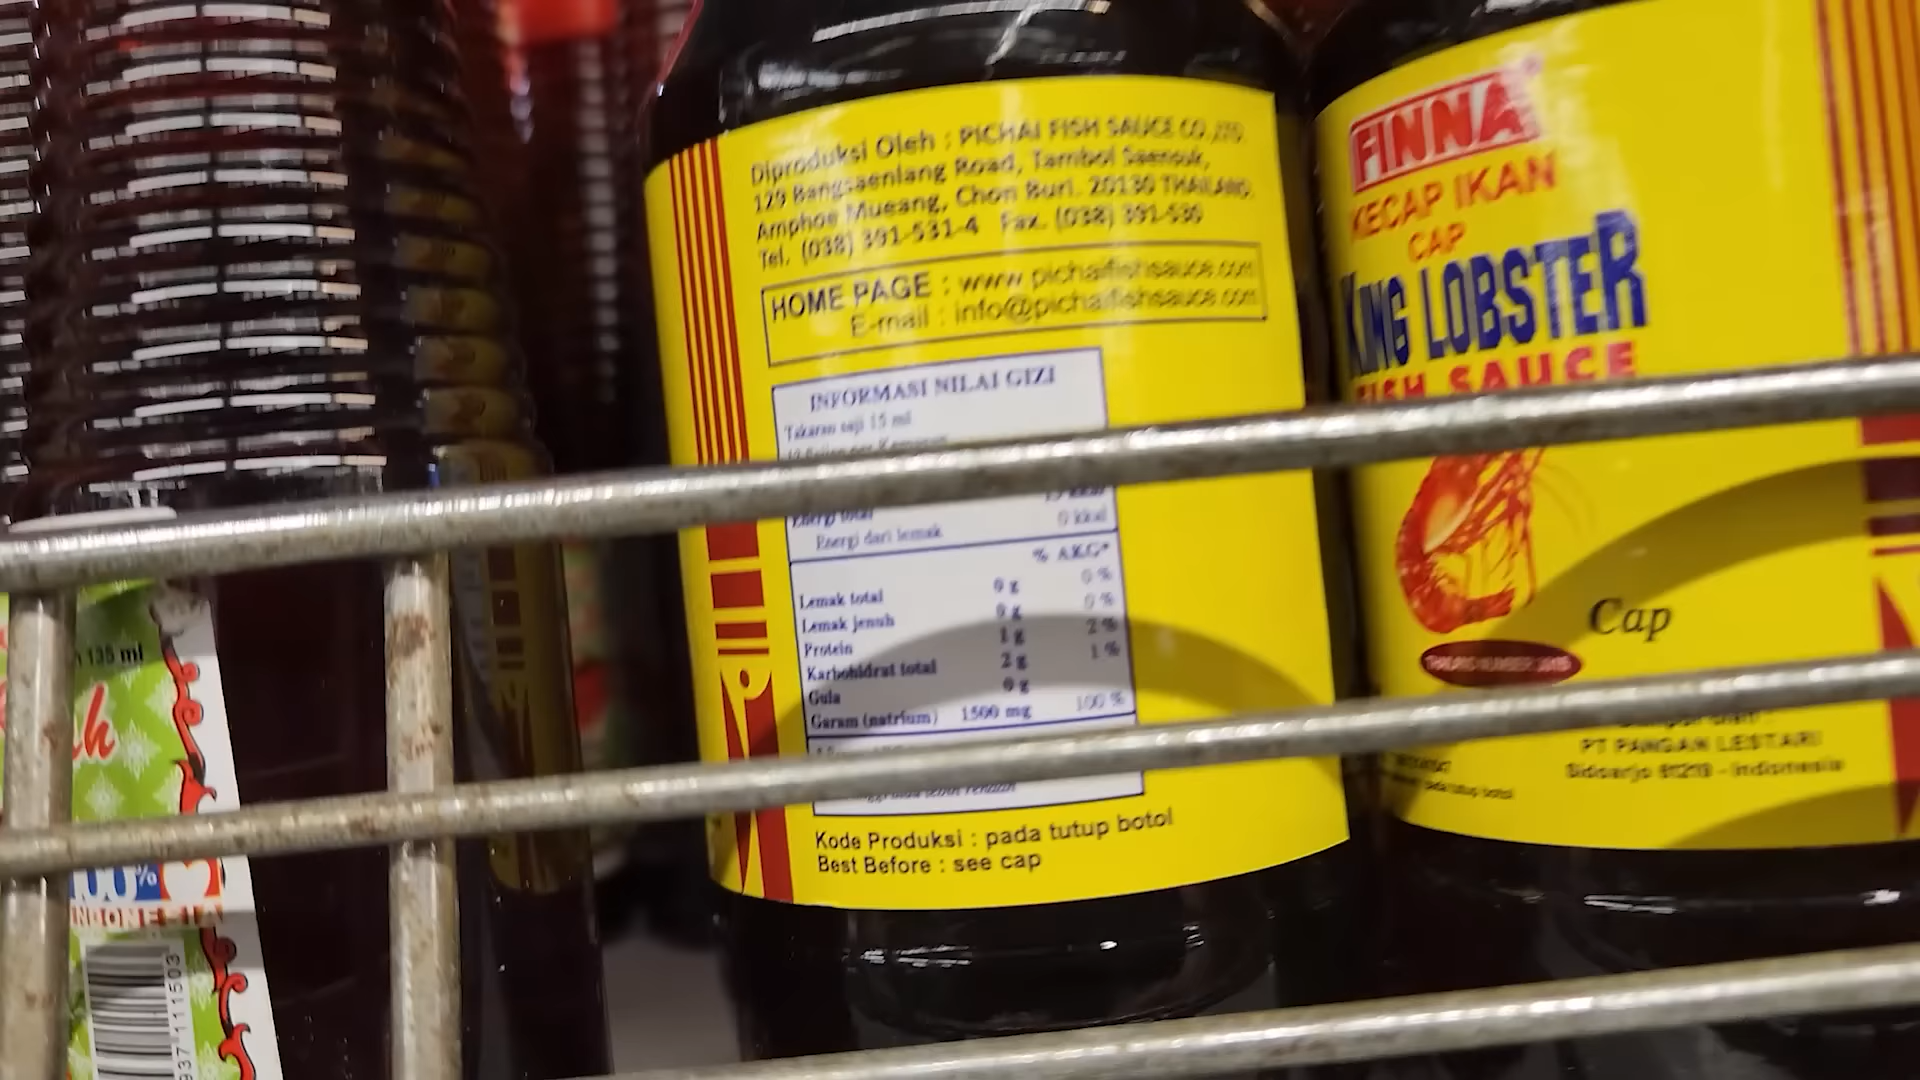 Diproduksi Oleh : PICHAI FISH SAUCE CO.,LTD.
129 Bangsaenlang Road, Tambol Saensuk,
Amphoe Mueang, Chon Buri. 20130 THAILAND.
Tel. (038) 391-531-4 Fax. (038) 391-530
HOME PAGE : www.pichaifishsauce.com
E-mail : info@pichaifishsauce.com
INFORMASI NILAI GIZI
Takaran saji 15 ml
Energi total
Energi dari lemak 0 kkal
% AKG*
Lemak total 0 g 0 %
Lemak jenuh 0 g 0 %
Protein 1 g 2 %
Karbohidrat total 2 g 1 %
Gula 0 g
Garam (natrium) 1500 mg 100 %
Kode Produksi : pada tutup botol
Best Before : see cap
FINNA
KECAP IKAN
CAP
KING LOBSTER
FISH SAUCE
Cap
PT PANGAN LESTARI
Sidoarjo 61219 - Indonesia
135 ml
100%
INDONESIA
937 111503